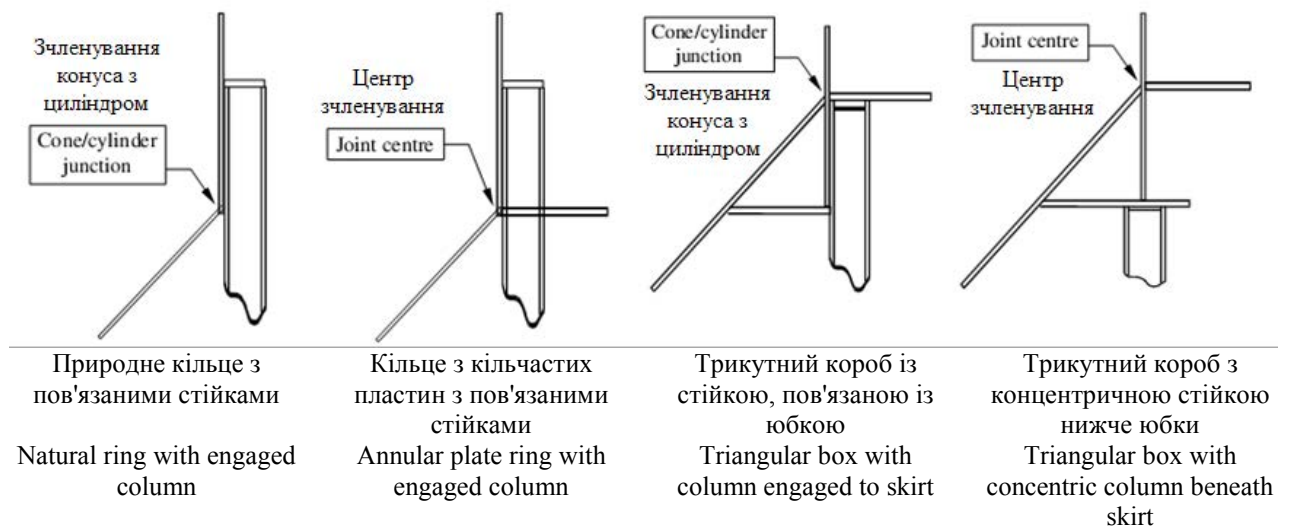 Зчленування
конуса з
циліндром
Cone/cylinder
junction
Центр
зчленування
Joint centre
Cone/cylinder
junction
Зчленування
конуса з
циліндром
Joint centre
Центр
зчленування
Природне кільце з
пов'язаними стійками
Natural ring with engaged
column
Кільце з кільчастих
пластин з пов'язаними
стійками
Annular plate ring with
engaged column
Трикутний короб із
стійкою, пов'язаною із
юбкою
Triangular box with
column engaged to skirt
Трикутний короб з
концентричною стійкою
нижче юбки
Triangular box with
concentric column beneath
skirt